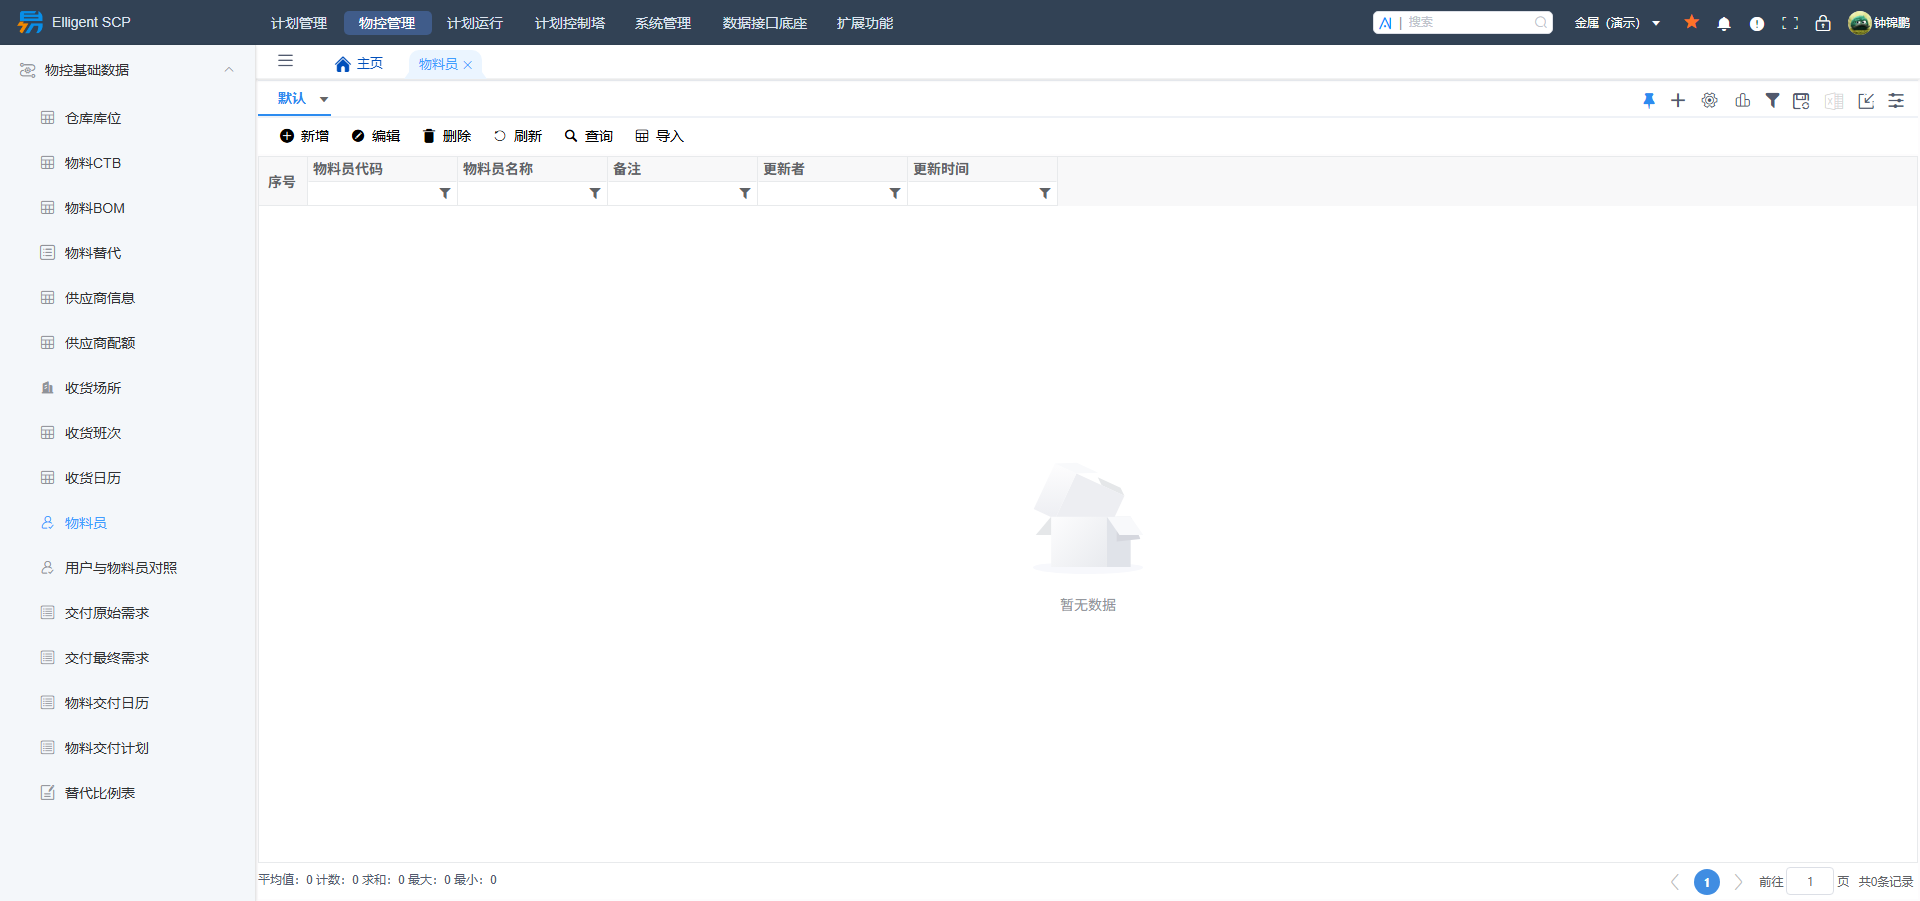 Elligent SCP
计划管理 物控管理 计划运行 计划控制塔 系统管理 数据接口底座 扩展功能
AI | 搜索
金属（演示）
钟锦鹏
物控基础数据
仓库库位
物料CTB
物料BOM
物料替代
供应商信息
供应商配额
收货场所
收货班次
收货日历
物料员
用户与物料员对照
交付原始需求
交付最终需求
物料交付日历
物料交付计划
替代比例表
主页 物料员
默认
新增 编辑 删除 刷新 查询 导入
序号 物料员代码 物料员名称 备注 更新者 更新时间
暂无数据
平均值：0 计数：0 求和：0 最大：0 最小：0
1 前往 1 页 共0条记录